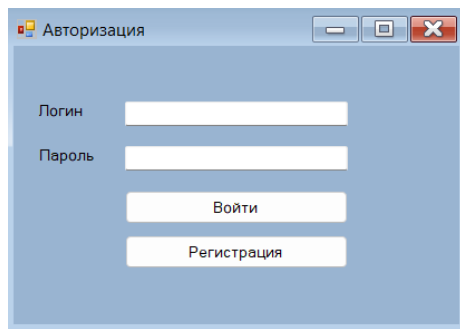 Авторизация
Логин
Пароль
Войти
Регистрация